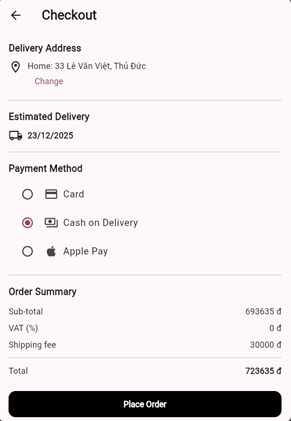 Checkout
Delivery Address
Home: 33 Lê Văn Việt, Thủ Đức
Change
Estimated Delivery
23/12/2025
Payment Method
Card
Cash on Delivery
Apple Pay
Order Summary
Sub-total 693635 đ
VAT (%) 0 đ
Shipping fee 30000 đ
Total 723635 đ
Place Order